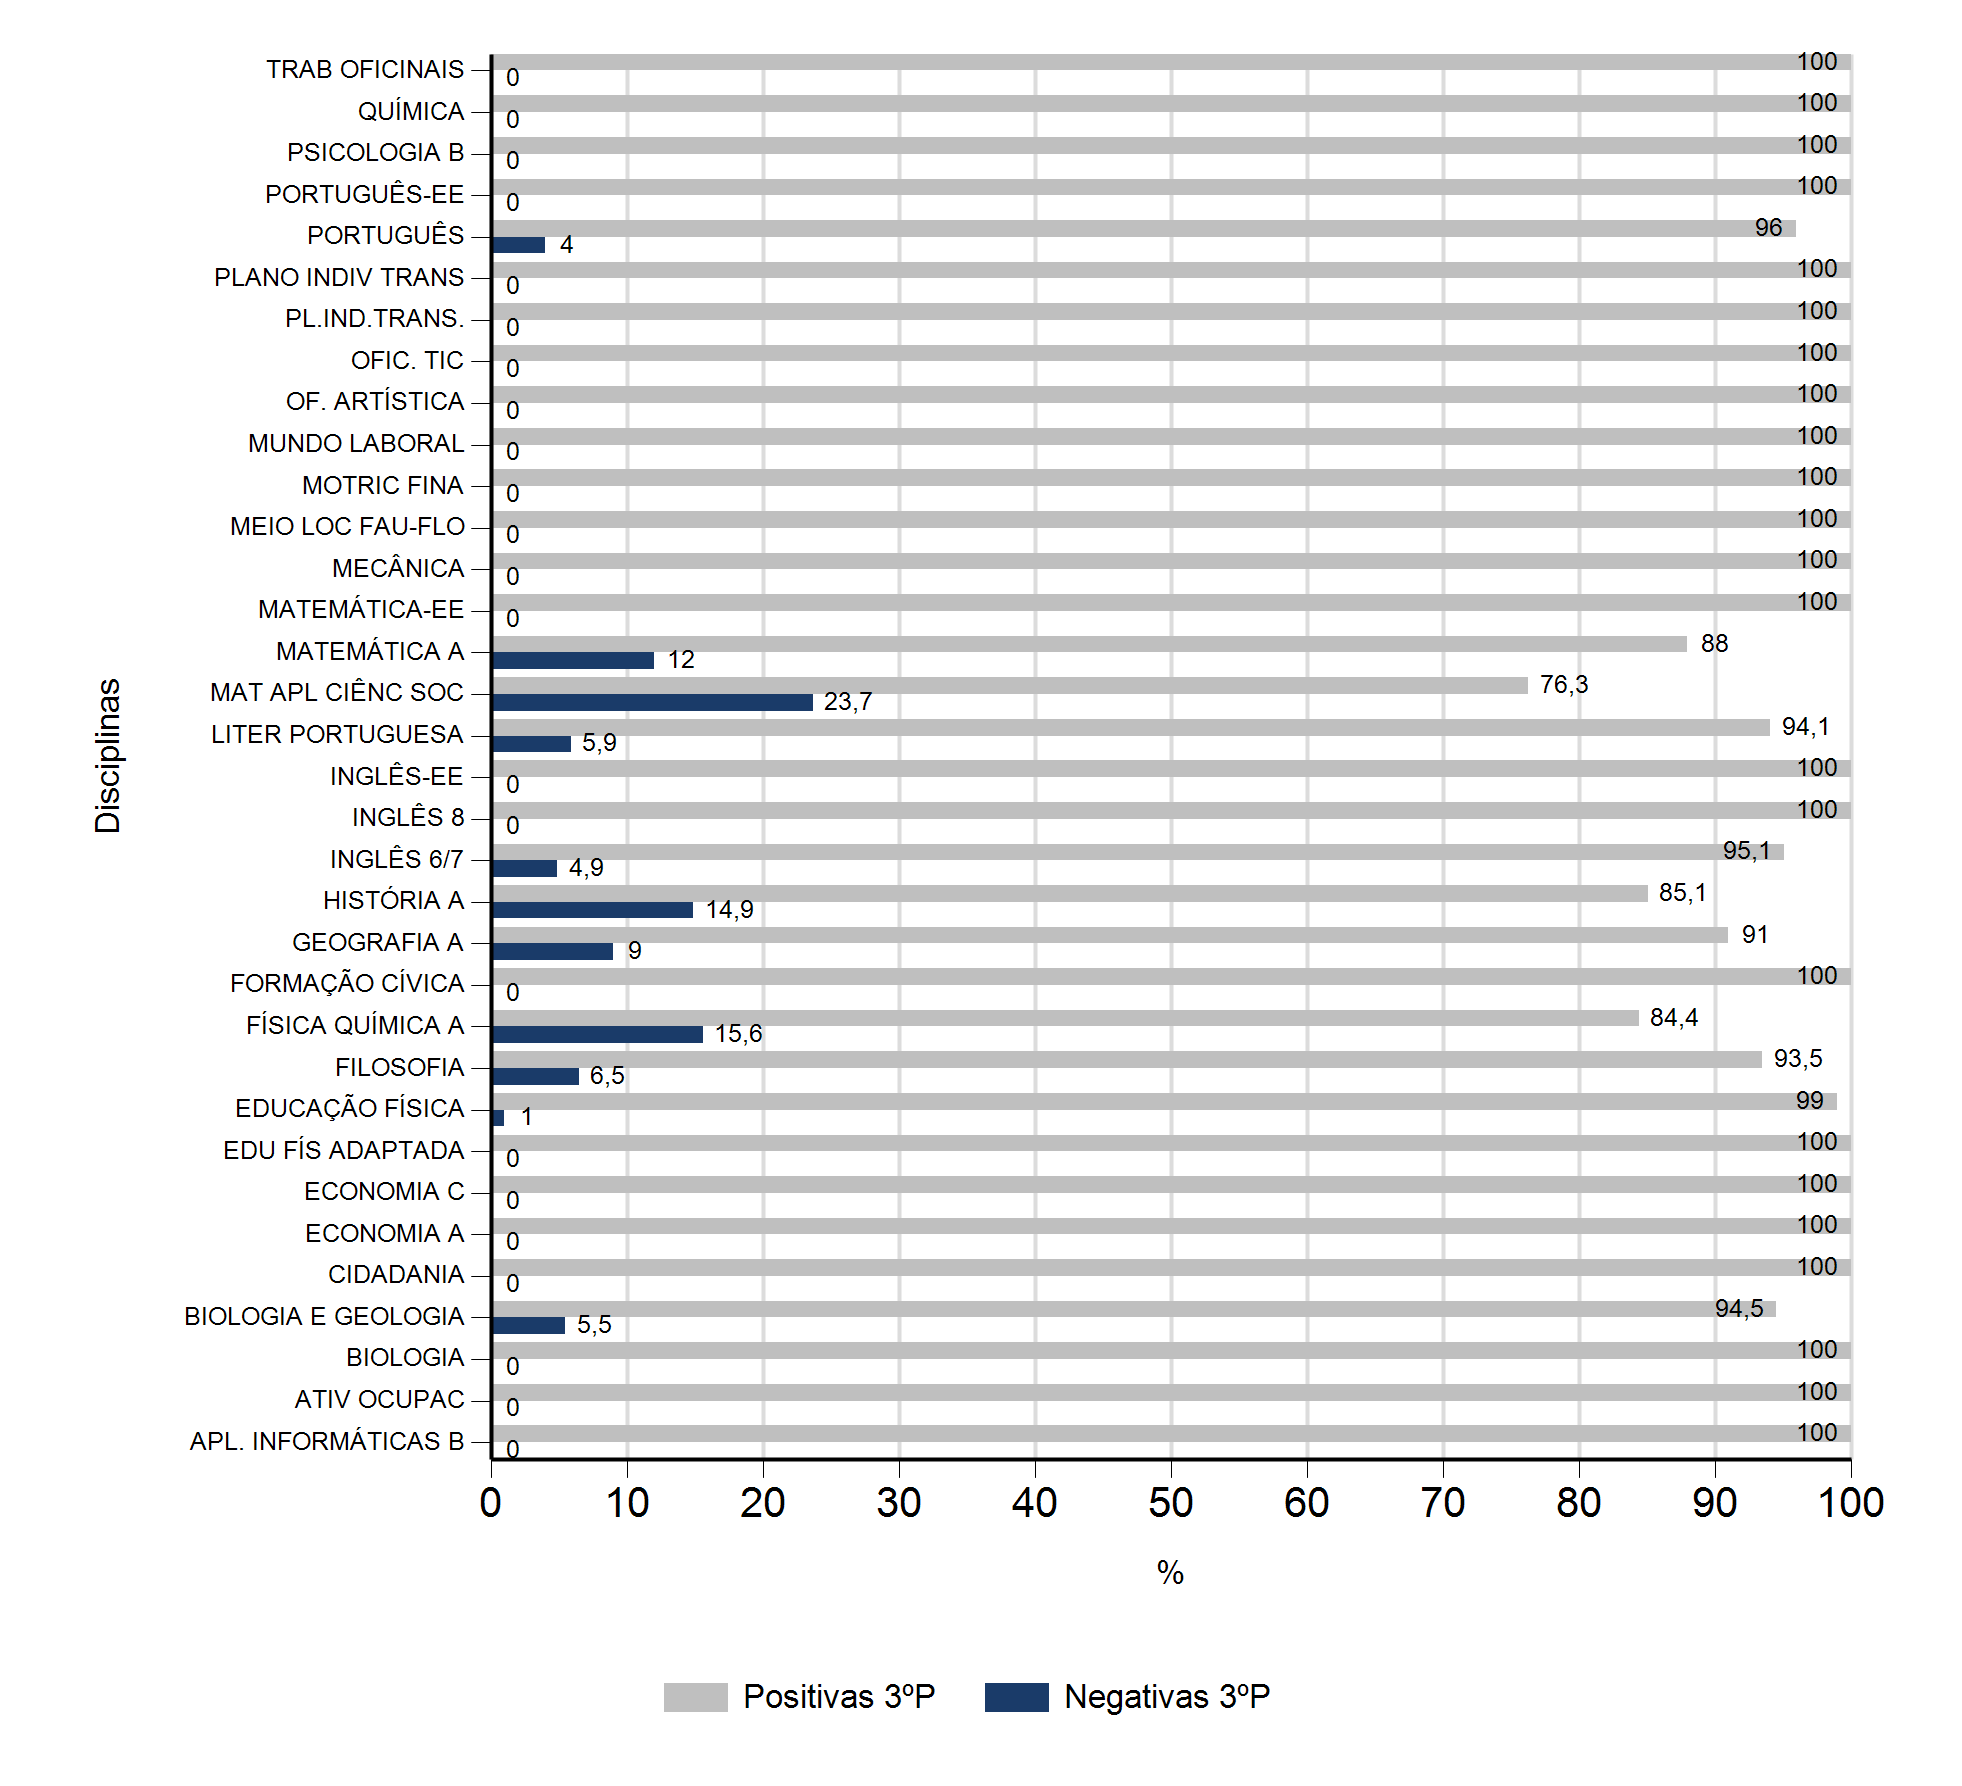 TRAB OFICINAIS 100 0
QUÍMICA 100 0
PSICOLOGIA B 100 0
PORTUGUÊS-EE 100 0
PORTUGUÊS 96 4
PLANO INDIV TRANS 100 0
PL.IND.TRANS. 100 0
OFIC. TIC 100 0
OF. ARTÍSTICA 100 0
MUNDO LABORAL 100 0
MOTRIC FINA 100 0
MEIO LOC FAU-FLO 100 0
MECÂNICA 100 0
MATEMÁTICA-EE 100 0
MATEMÁTICA A 88 12
MAT APL CIÊNC SOC 76,3 23,7
LITER PORTUGUESA 94,1 5,9
INGLÊS-EE 100 0
INGLÊS 8 100 0
INGLÊS 6/7 95,1 4,9
HISTÓRIA A 85,1 14,9
GEOGRAFIA A 91 9
FORMAÇÃO CÍVICA 100 0
FÍSICA QUÍMICA A 84,4 15,6
FILOSOFIA 93,5 6,5
EDUCAÇÃO FÍSICA 99 1
EDU FÍS ADAPTADA 100 0
ECONOMIA C 100 0
ECONOMIA A 100 0
CIDADANIA 100 0
BIOLOGIA E GEOLOGIA 94,5 5,5
BIOLOGIA 100 0
ATIV OCUPAC 100 0
APL. INFORMÁTICAS B 100 0
Disciplinas
0 10 20 30 40 50 60 70 80 90 100
%
Positivas 3ºP Negativas 3ºP